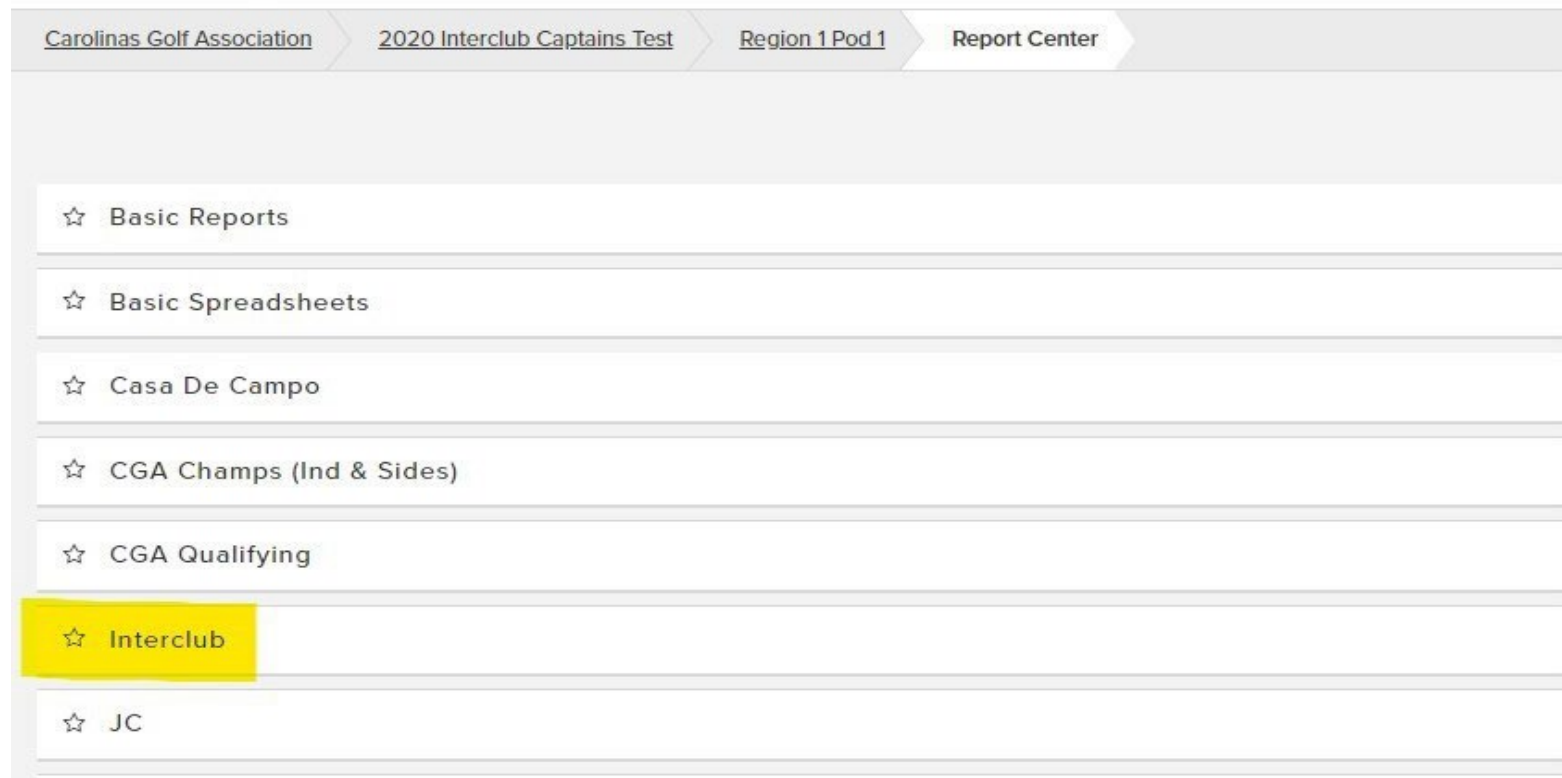 Carolinas Golf Association 2020 Interclub Captains Test Region 1 Pod 1 Report Center
Basic Reports
Basic Spreadsheets
Casa De Campo
CGA Champs (Ind & Sides)
CGA Qualifying
Interclub
JC